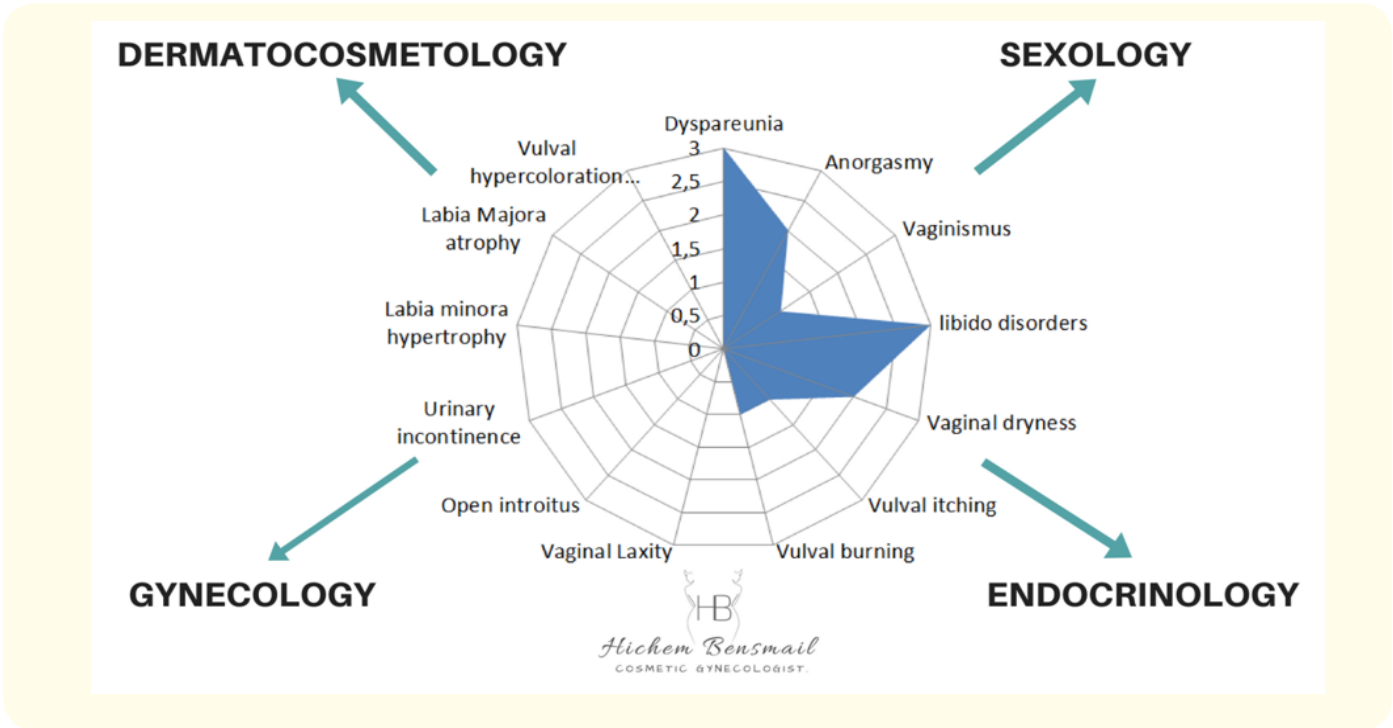 DERMATOCOSMETOLOGY
SEXOLOGY
Dyspareunia
Vulval
hypercoloration...
Anorgasmy
Labia Majora
atrophy
Vaginismus
Labia minora
hypertrophy
libido disorders
Urinary
incontinence
Vaginal dryness
Open introitus
Vulval itching
Vaginal Laxity
Vulval burning
3
2,5
2
1,5
1
0,5
0
GYNECOLOGY
ENDOCRINOLOGY
HB
Hichem Bensmail
COSMETIC GYNECOLOGIST.